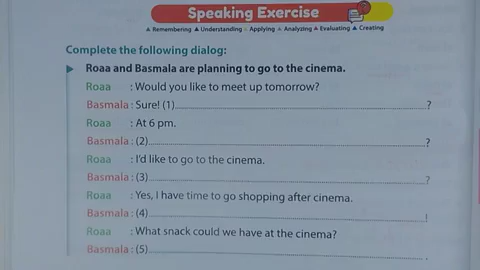 Speaking Exercise
▲ Remembering ▲ Understanding ▲ Applying ▲ Analyzing ▲ Evaluating ▲ Creating
Complete the following dialog:
Roaa and Basmala are planning to go to the cinema.
Roaa : Would you like to meet up tomorrow?
Basmala : Sure! (1)..............................?
Roaa : At 6 pm.
Basmala : (2)..............................?
Roaa : I'd like to go to the cinema.
Basmala : (3)..............................?
Roaa : Yes, I have time to go shopping after cinema.
Basmala : (4)..............................!
Roaa : What snack could we have at the cinema?
Basmala : (5)...............................